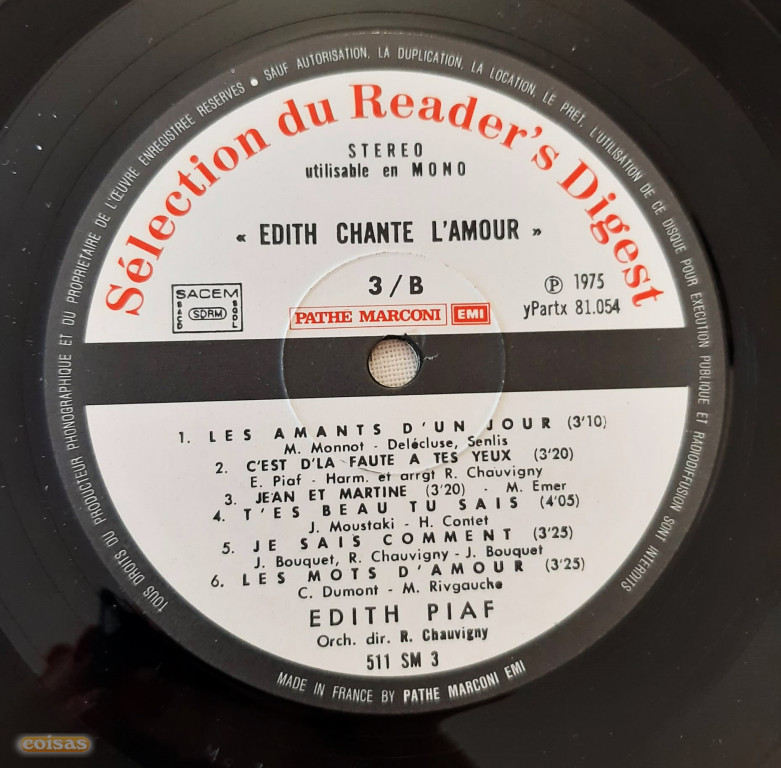 TOUS DROITS DU PRODUCTEUR PHONOGRAPHIQUE ET DU PROPRIETAIRE DE L'ŒUVRE ENREGISTREE RESERVES • SAUF AUTORISATION, LA DUPLICATION, LA LOCATION, LE PRET, L'UTILISATION DE CE DISQUE POUR EXECUTION PUBLIQUE ET RADIODIFFUSION SONT INTERDITS
Sélection du Reader's Digest
STEREO
utilisable en MONO
« EDITH CHANTE L'AMOUR »
3/B
Ⓟ 1975
yPartx 81.054
SACEM
SACD SDRM SGDL
PATHE MARCONI EMI
1. LES AMANTS D'UN JOUR (3'10)
M. Monnot - Delécluse, Senlis
2. C'EST D'LA FAUTE A TES YEUX (3'20)
E. Piaf - Harm. et arrgt R. Chauvigny
3. JEAN ET MARTINE (3'20) - M. Emer
4. T'ES BEAU TU SAIS (4'05)
J. Moustaki - H. Contet
5. JE SAIS COMMENT (3'25)
J. Bouquet, R. Chauvigny - J. Bouquet
6. LES MOTS D'AMOUR (3'25)
C. Dumont - M. Rivgauche
EDITH PIAF
Orch. dir. R. Chauvigny
511 SM 3
MADE IN FRANCE BY PATHE MARCONI EMI
coisas